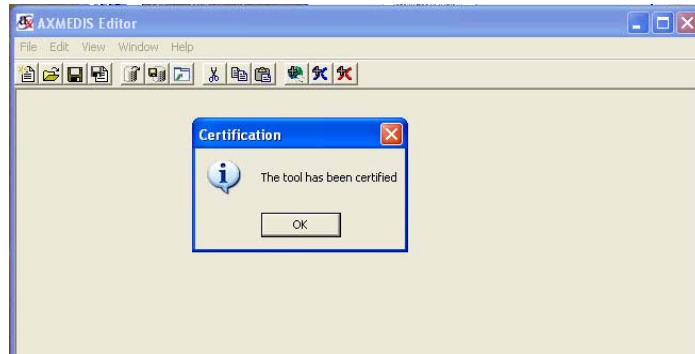 AXMEDIS Editor
File Edit View Window Help
Certification
The tool has been certified
OK